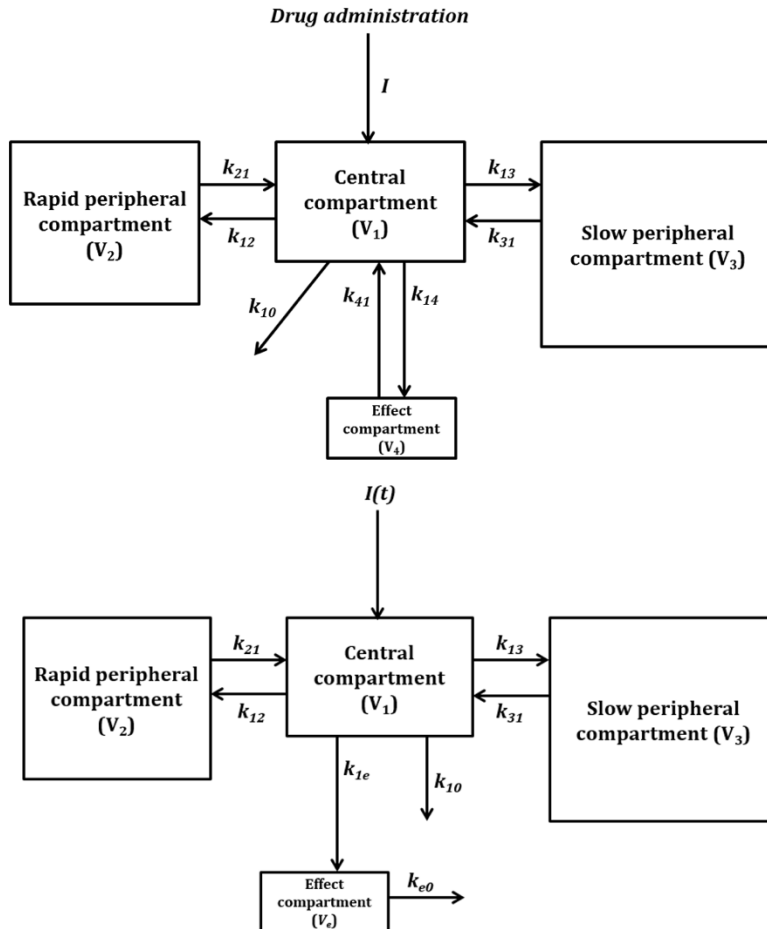 Drug administration
I
Rapid peripheral
compartment
(V₂)
k₂₁
k₁₂
Central
compartment
(V₁)
k₁₃
k₃₁
Slow peripheral
compartment (V₃)
k₁₀
k₄₁
k₁₄
Effect
compartment
(V₄)
I(t)
Rapid peripheral
compartment
(V₂)
k₂₁
k₁₂
Central
compartment
(V₁)
k₁₃
k₃₁
Slow peripheral
compartment (V₃)
k₁ₑ
k₁₀
Effect
compartment
(Vₑ)
kₑ₀